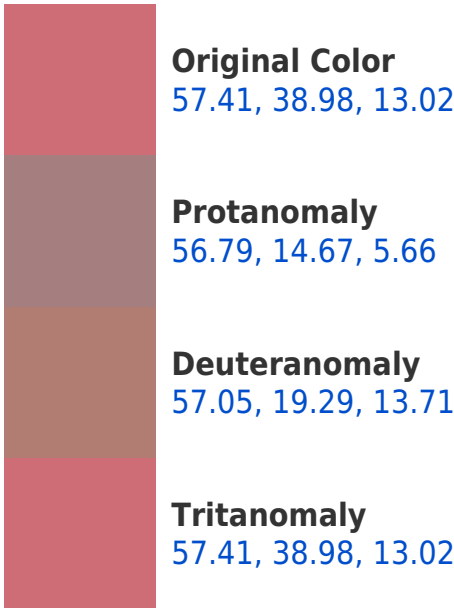 Original Color
57.41, 38.98, 13.02
Protanomaly
56.79, 14.67, 5.66
Deuteranomaly
57.05, 19.29, 13.71
Tritanomaly
57.41, 38.98, 13.02